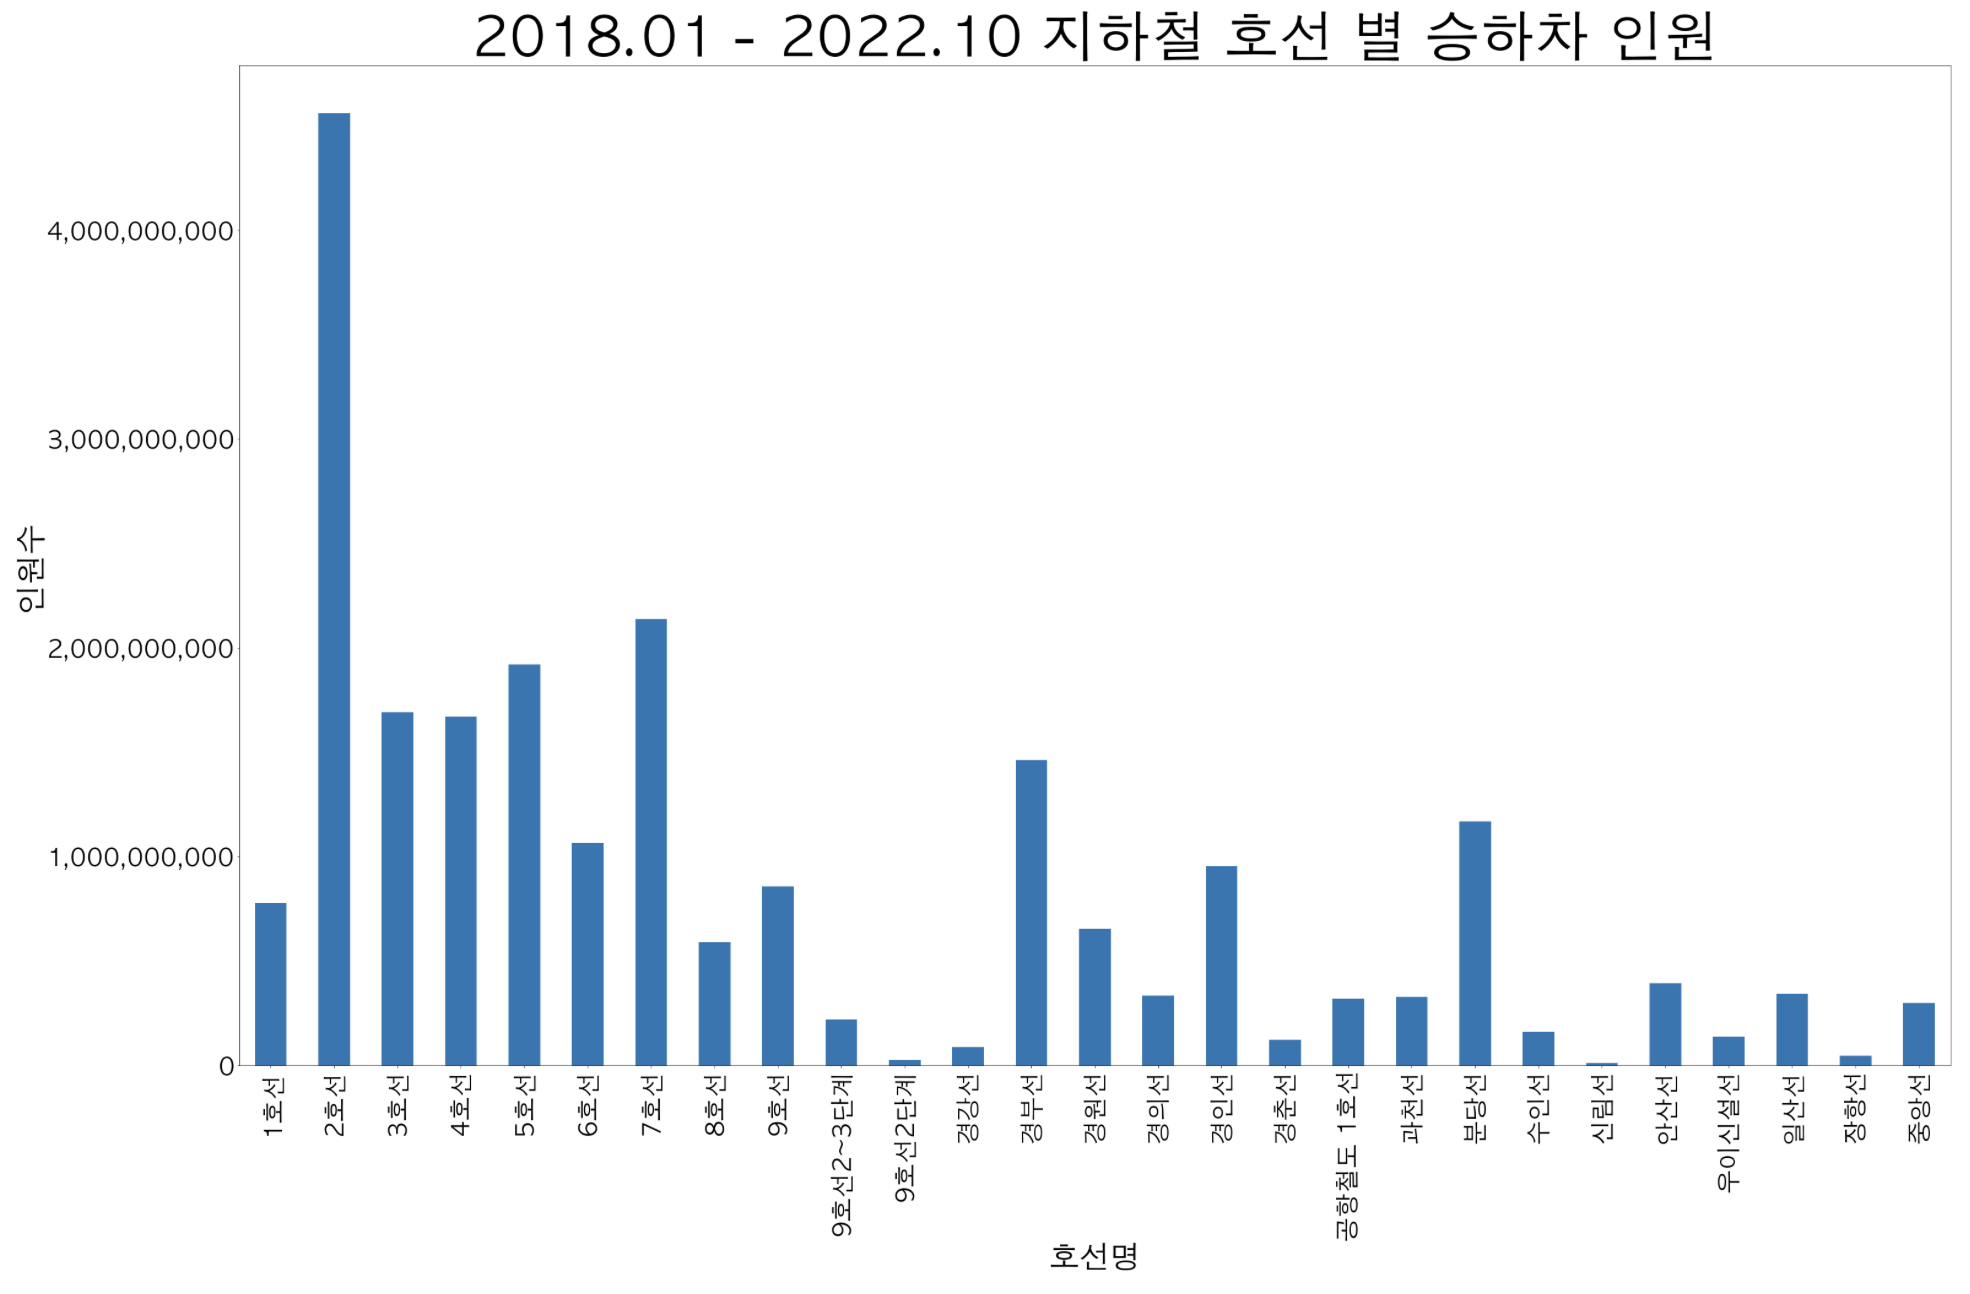 2018.01 - 2022.10 지하철 호선 별 승하차 인원
인원수
4,000,000,000
3,000,000,000
2,000,000,000
1,000,000,000
0
1호선
2호선
3호선
4호선
5호선
6호선
7호선
8호선
9호선
9호선2~3단계
9호선2단계
경강선
경부선
경원선
경의선
경인선
경춘선
공항철도 1호선
과천선
분당선
수인선
신림선
안산선
우이신설선
일산선
장항선
중앙선
호선명